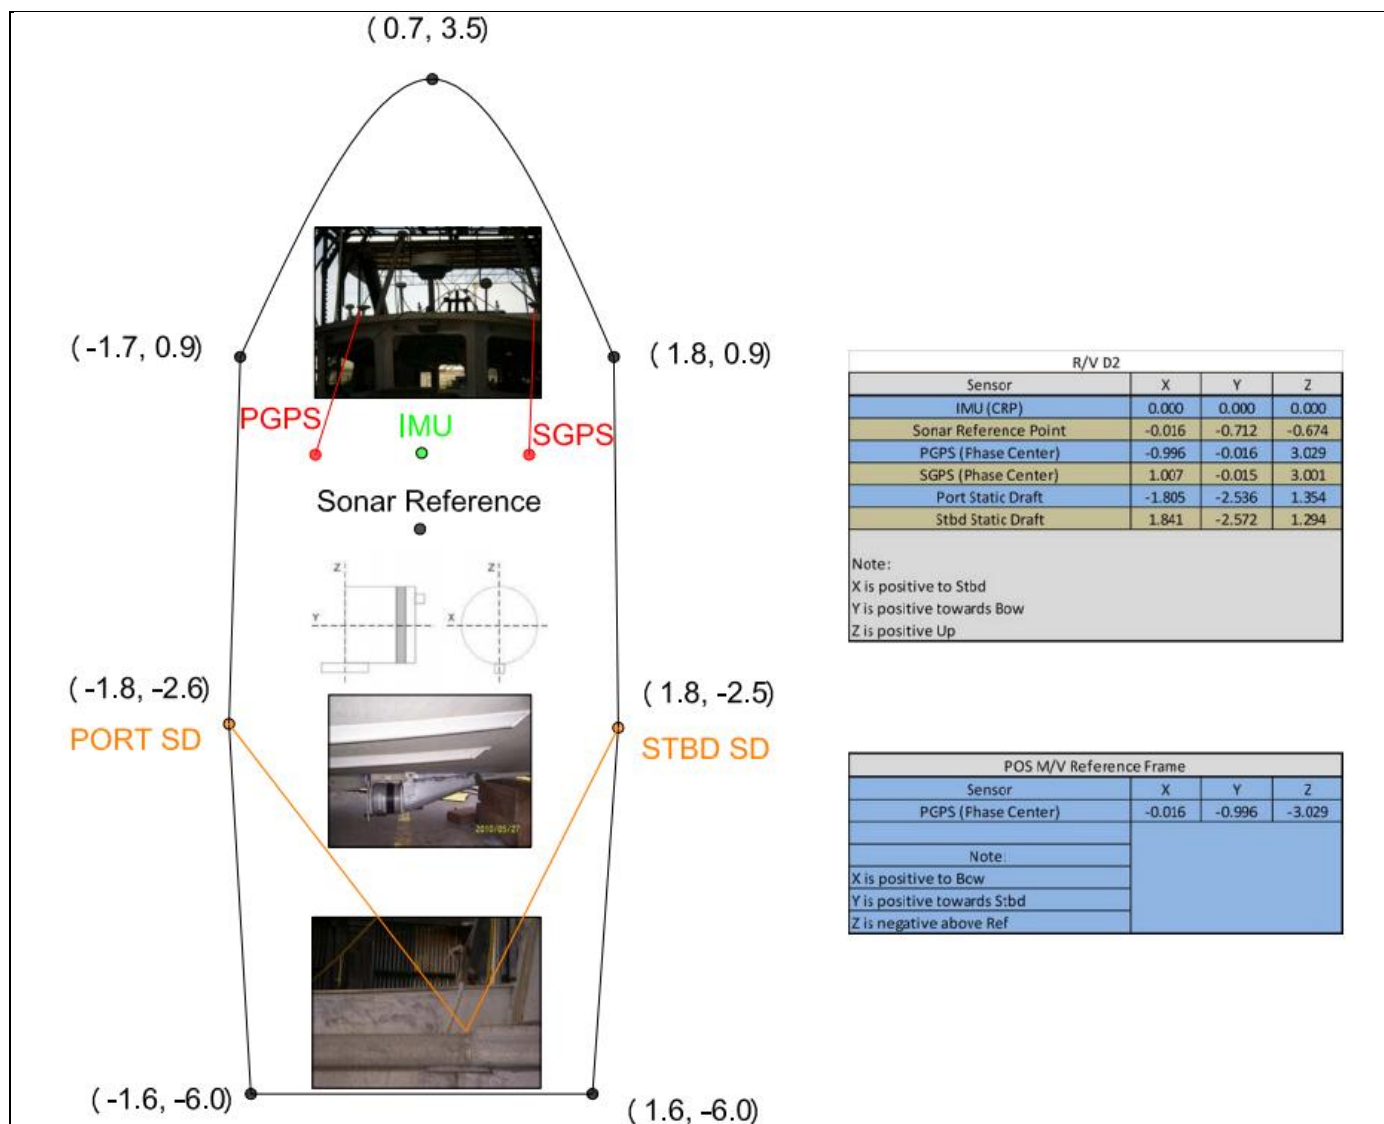 ( 0.7, 3.5)
(-1.7, 0.9)
( 1.8, 0.9)
PGPS
IMU
SGPS
Sonar Reference
Z
Z
Y
X
(-1.8, -2.6)
PORT SD
( 1.8, -2.5)
STBD SD
2010/05/27
(-1.6, -6.0)
( 1.6, -6.0)
R/V D2
Sensor X Y Z
IMU (CRP) 0.000 0.000 0.000
Sonar Reference Point -0.016 -0.712 -0.674
PGPS (Phase Center) -0.996 -0.016 3.029
SGPS (Phase Center) 1.007 -0.015 3.001
Port Static Draft -1.805 -2.536 1.354
Stbd Static Draft 1.841 -2.572 1.294
Note:
X is positive to Stbd
Y is positive towards Bow
Z is positive Up
POS M/V Reference Frame
Sensor X Y Z
PGPS (Phase Center) -0.016 -0.996 -3.029
Note
X is positive to Bow
Y is positive towards Stbd
Z is negative above Ref